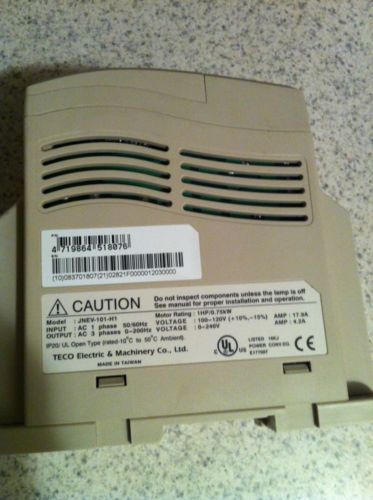 P/N:
4 719864 518076
S/N:
(10)083701807(21)02821F0000012030000
CAUTION Do not inspect components unless the lamp is off
See manual for proper installation and operation.
Model : JNEV-101-H1 Motor Rating : 1HP/0.75kW
INPUT : AC 1 phase 50/60Hz VOLTAGE : 100~120V (+10%,-15%) AMP : 17.9A
OUTPUT : AC 3 phases 0~200Hz VOLTAGE : 0~240V AMP : 4.2A
TECO Electric & Machinery Co., Ltd.
IP20/ UL Open Type (rated-10°C to 50°C Ambient).
MADE IN TAIWAN
C UL US LISTED
POWER CONV.EQ.